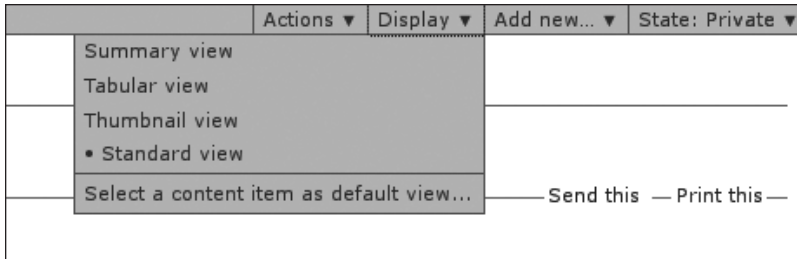 Actions ▼ Display ▼ Add new... ▼ State: Private ▼
Summary view
Tabular view
Thumbnail view
• Standard view
Select a content item as default view...
Send this Print this